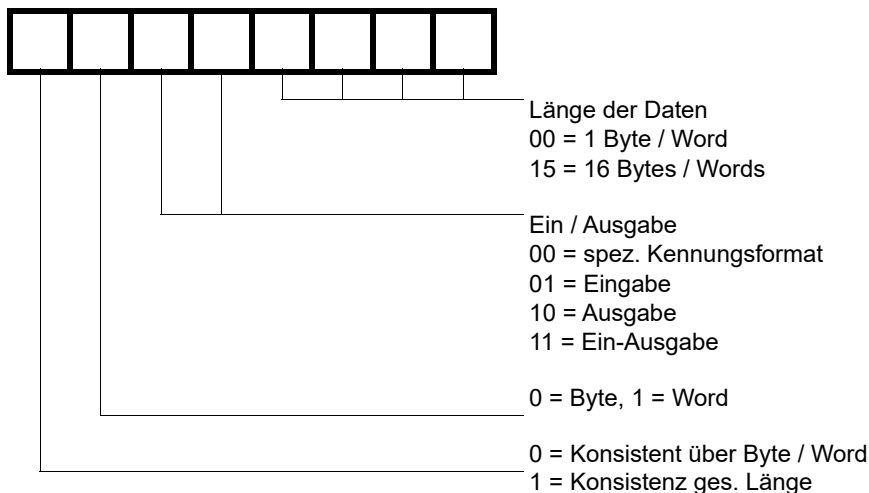 Länge der Daten
00 = 1 Byte / Word
15 = 16 Bytes / Words
Ein / Ausgabe
00 = spez. Kennungsformat
01 = Eingabe
10 = Ausgabe
11 = Ein-Ausgabe
0 = Byte, 1 = Word
0 = Konsistent über Byte / Word
1 = Konsistenz ges. Länge